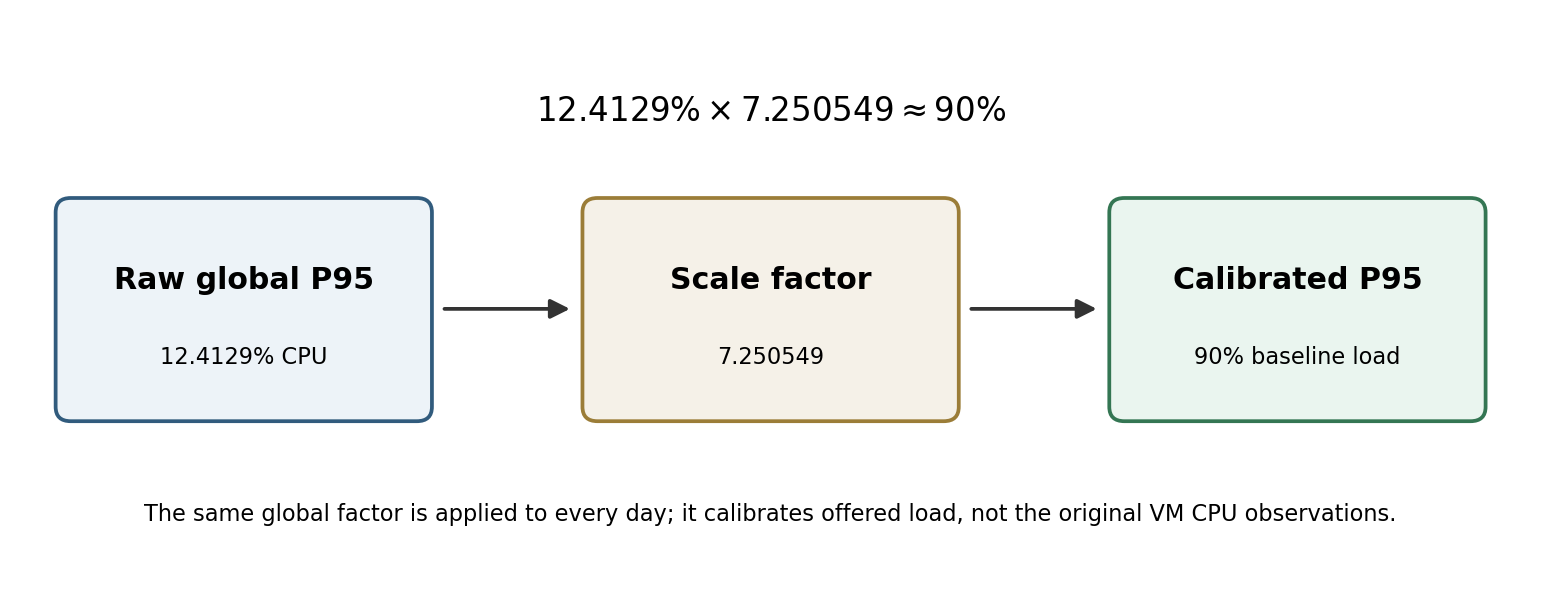 12.4129% × 7.250549 ≈ 90%
Raw global P95
12.4129% CPU
Scale factor
7.250549
Calibrated P95
90% baseline load
The same global factor is applied to every day; it calibrates offered load, not the original VM CPU observations.